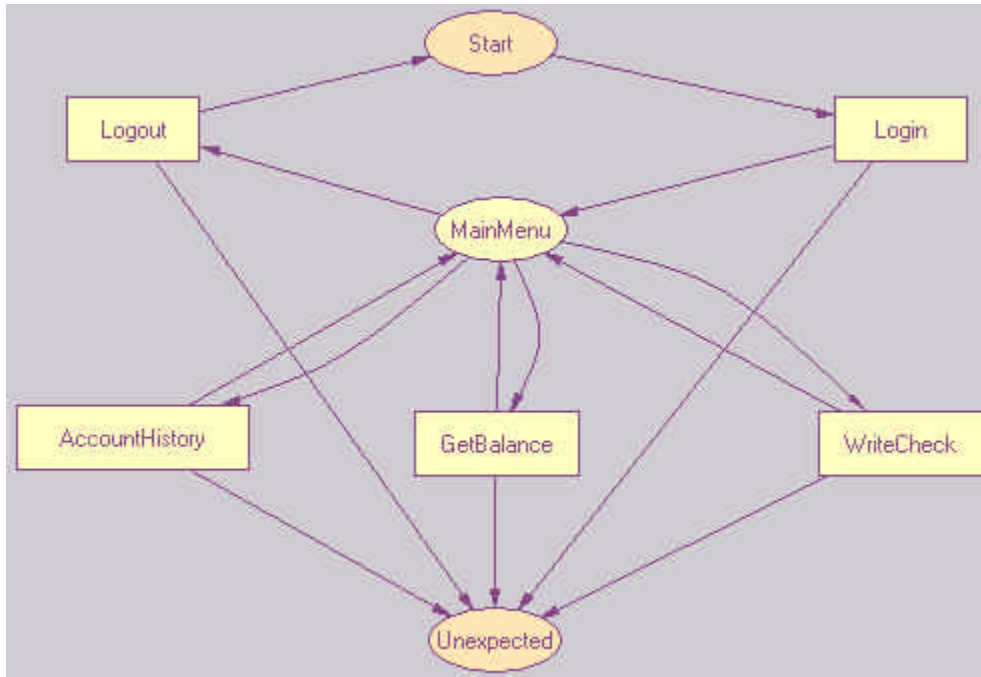 Start
Logout
Login
MainMenu
AccountHistory
GetBalance
WriteCheck
Unexpected